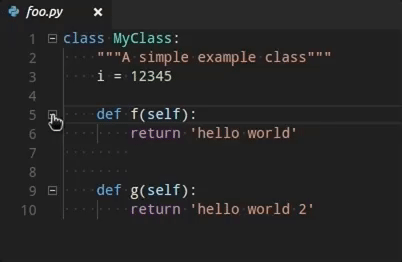 foo.py
1 class MyClass:
2     """A simple example class"""
3     i = 12345
4
5     def f(self):
6         return 'hello world'
7
8
9     def g(self):
10         return 'hello world 2'